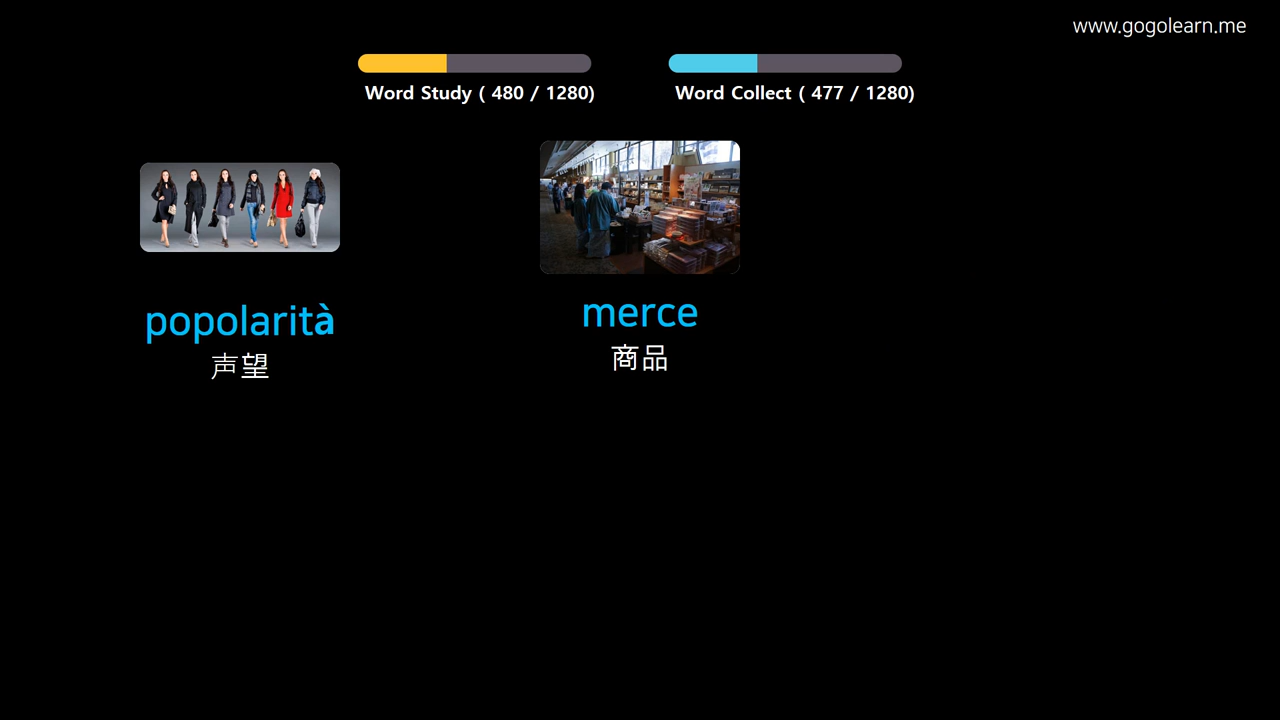 www.gogolearn.me
Word Study ( 480 / 1280)
Word Collect ( 477 / 1280)
popolarità
声望
merce
商品